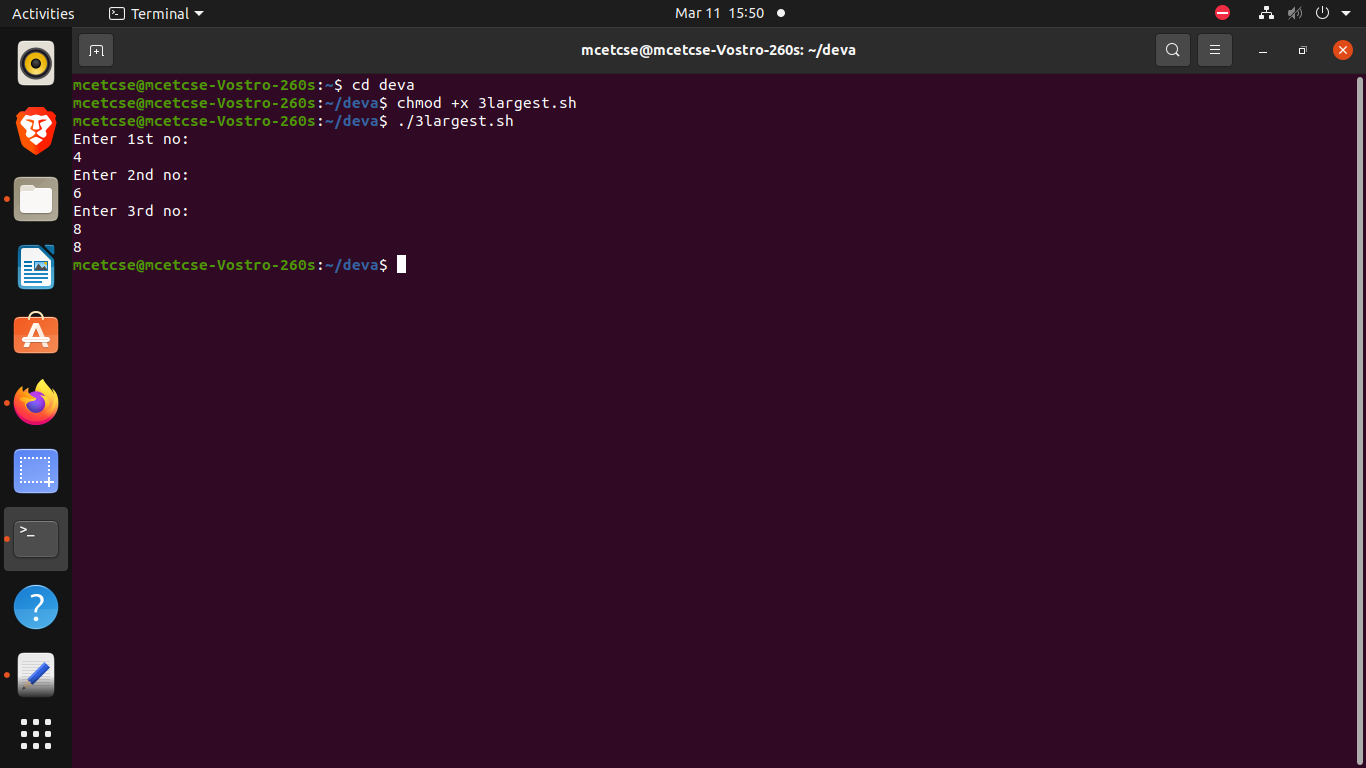 Activities
Terminal
Mar 11 15:50
mcetcse@mcetcse-Vostro-260s: ~/deva
mcetcse@mcetcse-Vostro-260s:~$ cd deva
mcetcse@mcetcse-Vostro-260s:~/deva$ chmod +x 3largest.sh
mcetcse@mcetcse-Vostro-260s:~/deva$ ./3largest.sh
Enter 1st no:
4
Enter 2nd no:
6
Enter 3rd no:
8
8
mcetcse@mcetcse-Vostro-260s:~/deva$